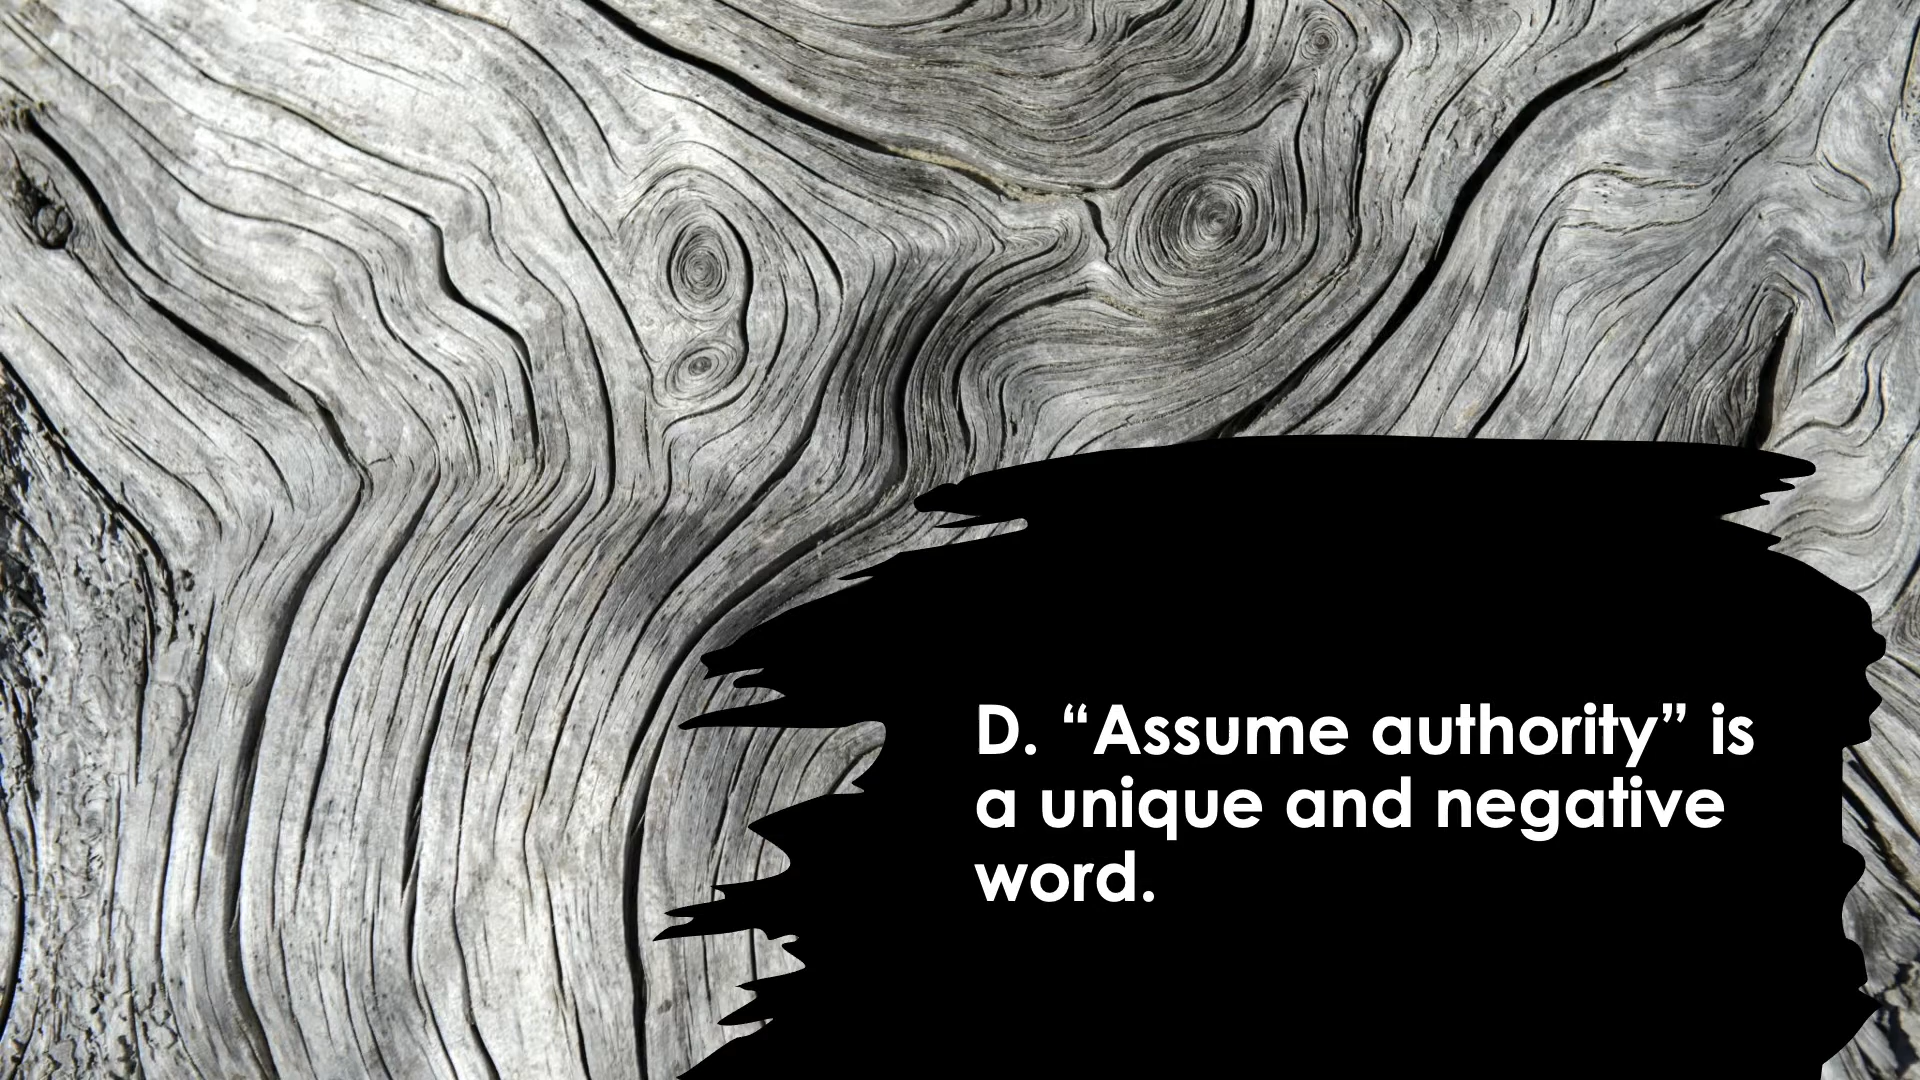 D. “Assume authority” is
a unique and negative
word.